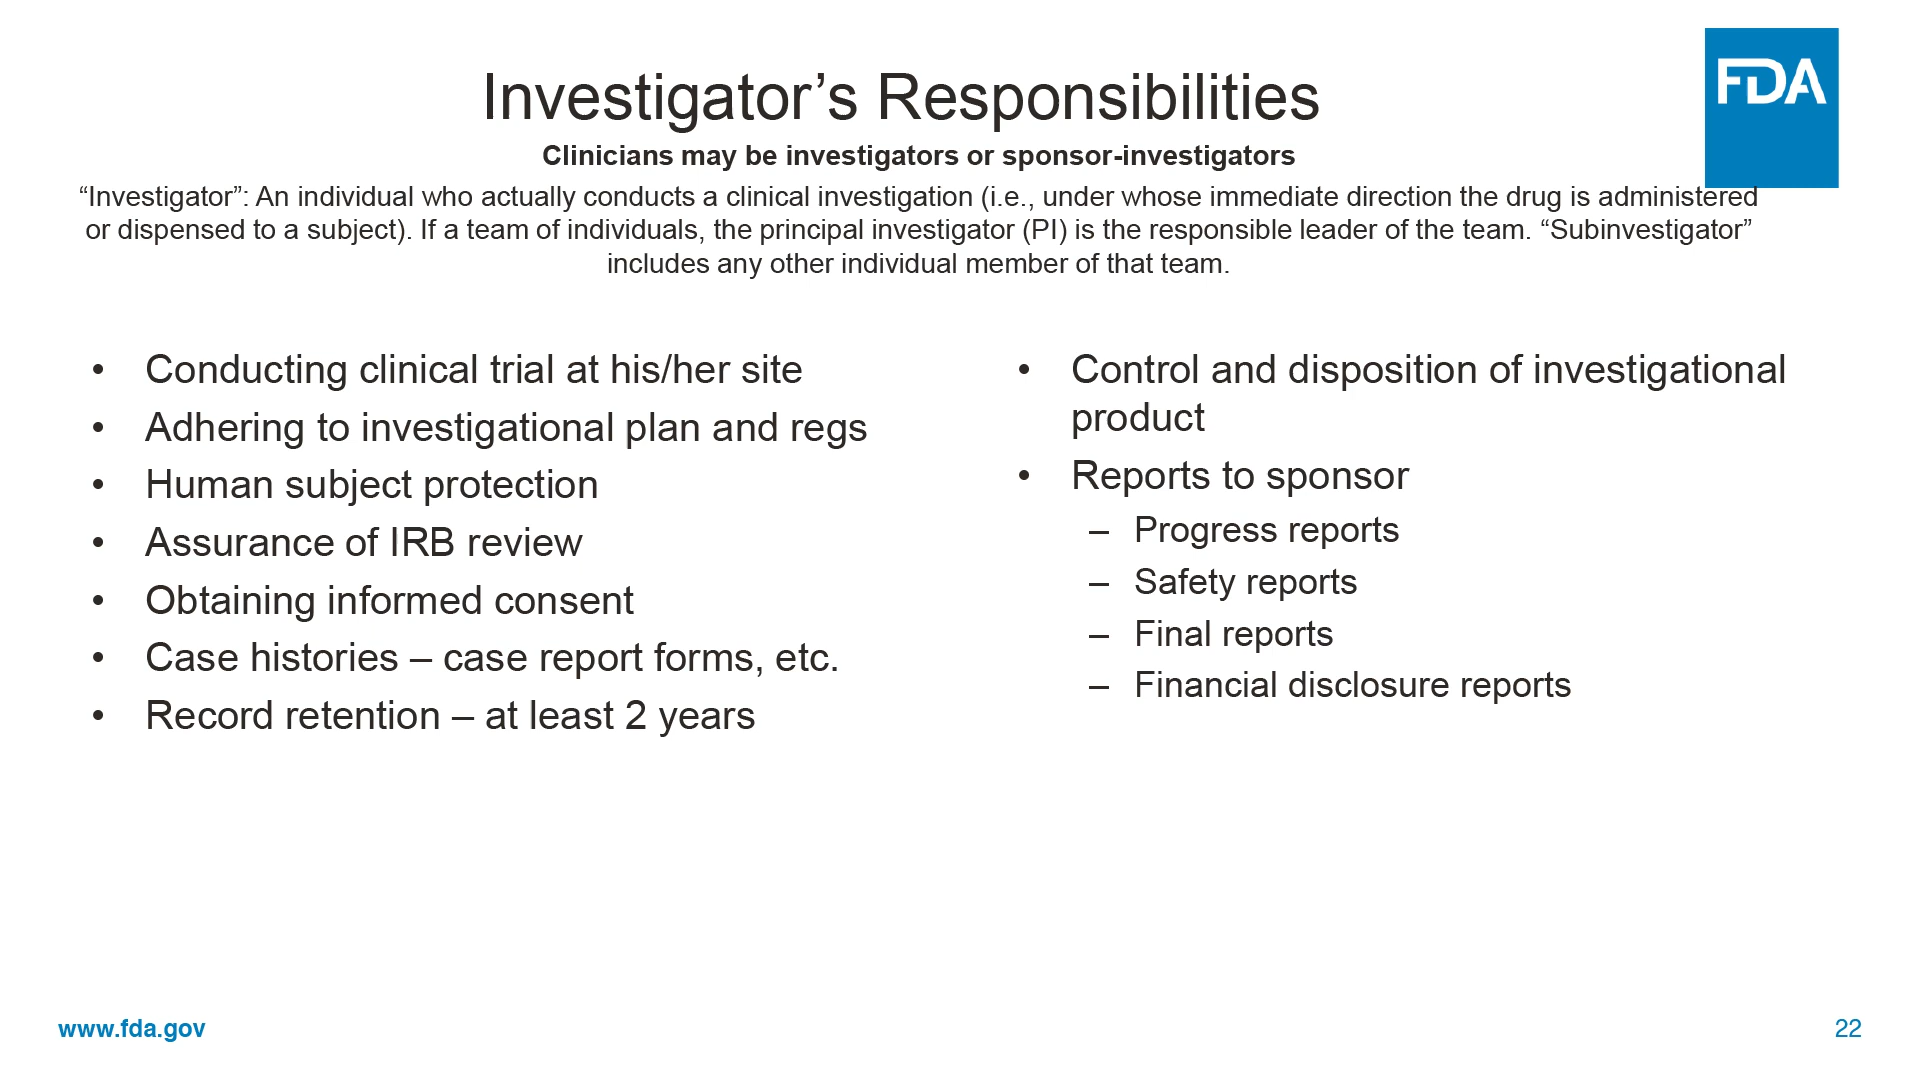 FDA
Investigator’s Responsibilities
Clinicians may be investigators or sponsor-investigators
“Investigator”: An individual who actually conducts a clinical investigation (i.e., under whose immediate direction the drug is administered
or dispensed to a subject). If a team of individuals, the principal investigator (PI) is the responsible leader of the team. “Subinvestigator”
includes any other individual member of that team.
• Conducting clinical trial at his/her site
• Adhering to investigational plan and regs
• Human subject protection
• Assurance of IRB review
• Obtaining informed consent
• Case histories – case report forms, etc.
• Record retention – at least 2 years
• Control and disposition of investigational
product
• Reports to sponsor
– Progress reports
– Safety reports
– Final reports
– Financial disclosure reports
www.fda.gov
22